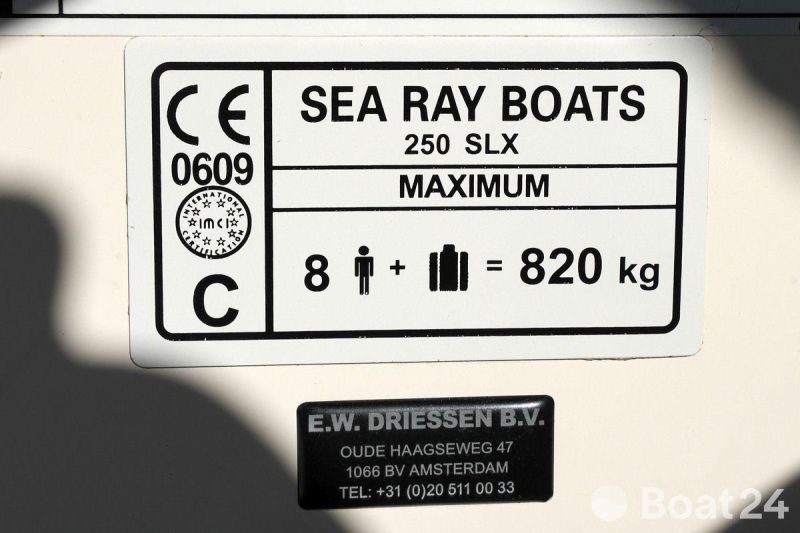 CE
0609
INTERNATIONAL
IMCI
CERTIFICATION
C
SEA RAY BOATS
250 SLX
MAXIMUM
8 + = 820 kg
E.W. DRIESSEN B.V.
OUDE HAAGSEWEG 47
1066 BV AMSTERDAM
TEL: +31 (0)20 511 00 33
Boat24